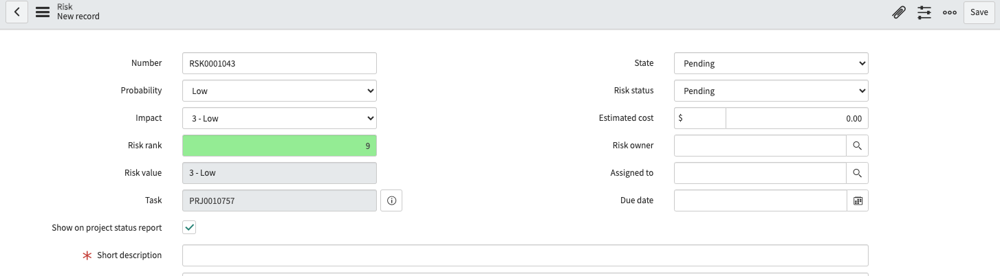 Risk
New record
Save
Number RSK0001043
Probability Low
Impact 3 - Low
Risk rank 9
Risk value 3 - Low
Task PRJ0010757
Show on project status report
Short description
State Pending
Risk status Pending
Estimated cost $ 0.00
Risk owner
Assigned to
Due date